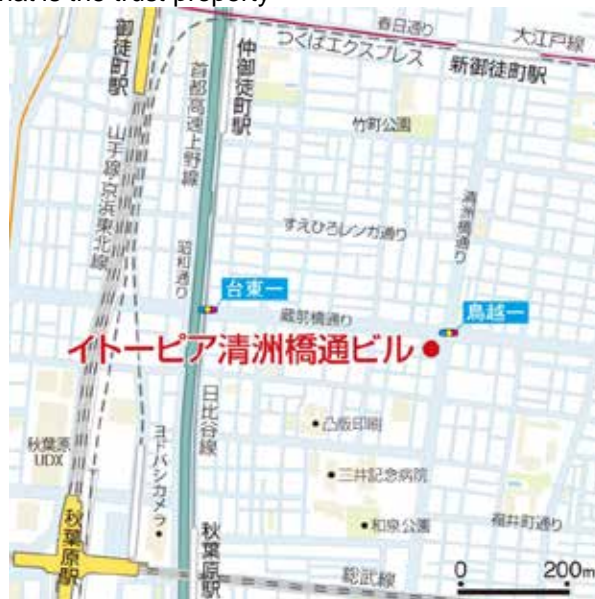 hat is the trust property
春日通り
大江戸線
つくばエクスプレス
新御徒町駅
御徒町駅
首都高速上野線
仲御徒町駅
竹町公園
山手線・京浜東北線
清洲橋通り
すえひろレンガ通り
昭和通り
台東一
蔵前橋通り
鳥越一
イトーピア清洲橋通ビル
日比谷線
凸版印刷
秋葉原
UDX
ヨドバシカメラ
三井記念病院
和泉公園
福井町通り
秋葉原駅
秋葉原駅
総武線
0 200m